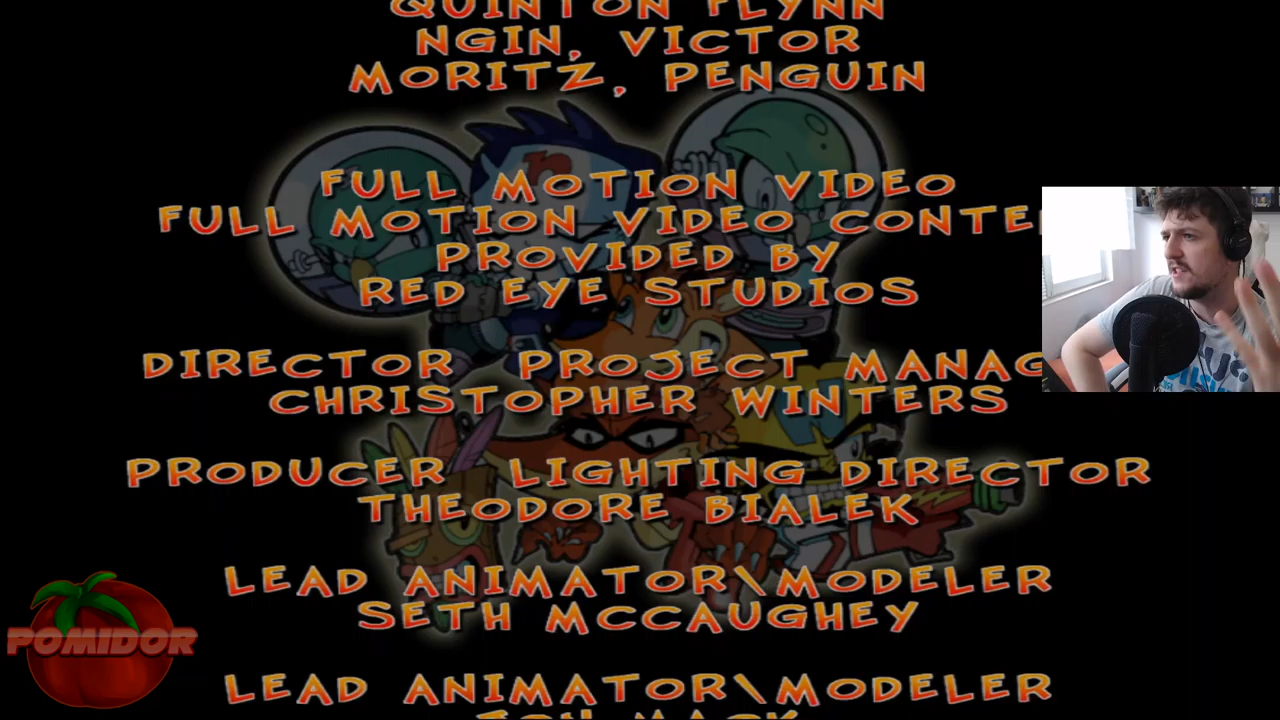 QUINTON FLYNN
NGIN, VICTOR
MORITZ, PENGUIN
FULL MOTION VIDEO
FULL MOTION VIDEO CONTE
PROVIDED BY
RED EYE STUDIOS
DIRECTOR PROJECT MANAG
CHRISTOPHER WINTERS
PRODUCER LIGHTING DIRECTOR
THEODORE BIALEK
LEAD ANIMATOR\MODELER
SETH MCCAUGHEY
LEAD ANIMATOR\MODELER
POMIDOR